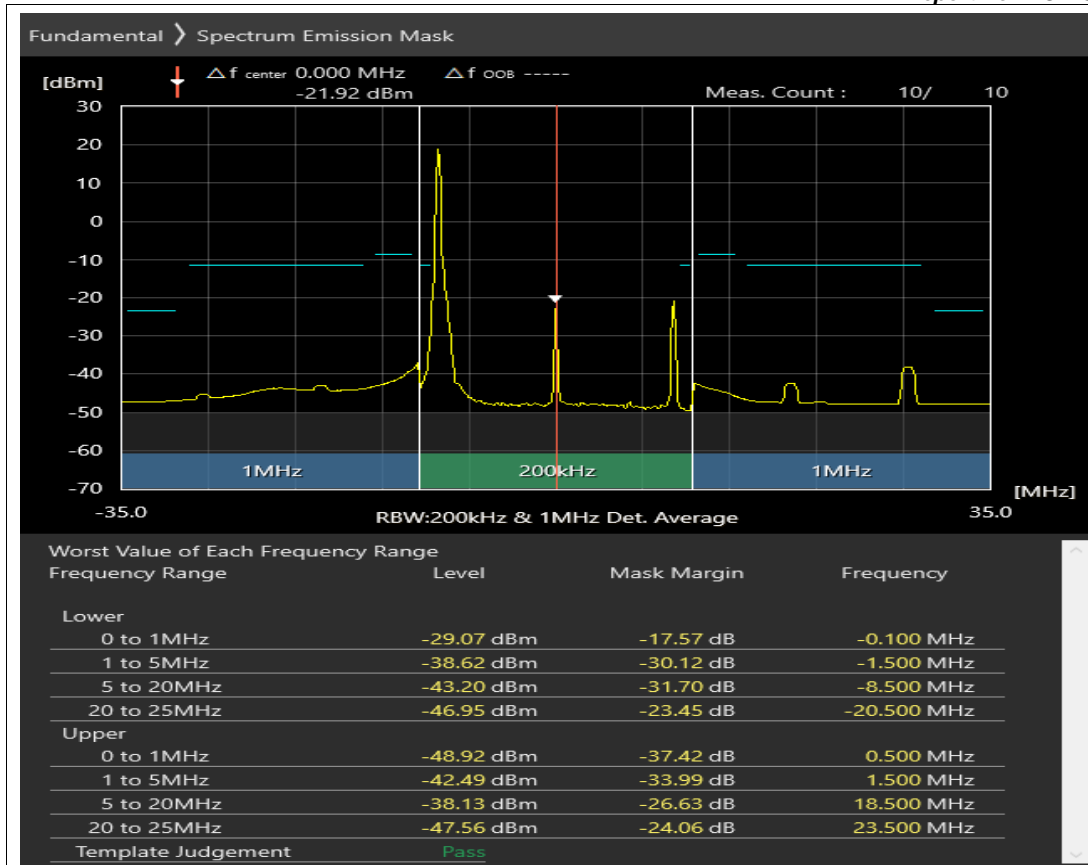 Fundamental 〉 Spectrum Emission Mask
[dBm]
△ f center 0.000 MHz △ f OOB -----
-21.92 dBm
Meas. Count : 10/ 10
30
20
10
0
-10
-20
-30
-40
-50
-60
-70
1MHz 200kHz 1MHz
[MHz]
-35.0 RBW:200kHz & 1MHz Det. Average 35.0
Worst Value of Each Frequency Range
Frequency Range Level Mask Margin Frequency
Lower
0 to 1MHz -29.07 dBm -17.57 dB -0.100 MHz
1 to 5MHz -38.62 dBm -30.12 dB -1.500 MHz
5 to 20MHz -43.20 dBm -31.70 dB -8.500 MHz
20 to 25MHz -46.95 dBm -23.45 dB -20.500 MHz
Upper
0 to 1MHz -48.92 dBm -37.42 dB 0.500 MHz
1 to 5MHz -42.49 dBm -33.99 dB 1.500 MHz
5 to 20MHz -38.13 dBm -26.63 dB 18.500 MHz
20 to 25MHz -47.56 dBm -24.06 dB 23.500 MHz
Template Judgement Pass